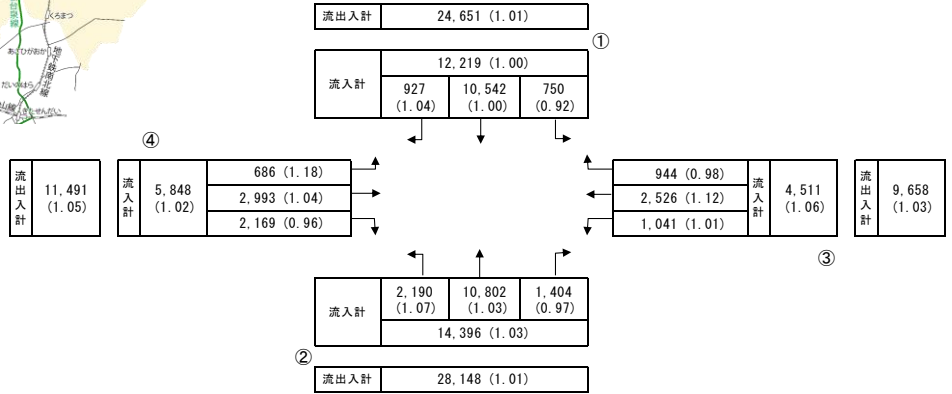 くろまつ
あさひがおか
地下鉄南北線
だいのはら
きたせんだい
流出入計 24,651 (1.01)
①
12,219 (1.00)
流入計
927 (1.04)
10,542 (1.00)
750 (0.92)
④
流出入計 11,491 (1.05)
流入計 5,848 (1.02)
686 (1.18)
2,993 (1.04)
2,169 (0.96)
944 (0.98)
2,526 (1.12)
1,041 (1.01)
流入計 4,511 (1.06)
流出入計 9,658 (1.03)
③
流入計
2,190 (1.07)
10,802 (1.03)
1,404 (0.97)
14,396 (1.03)
②
流出入計 28,148 (1.01)